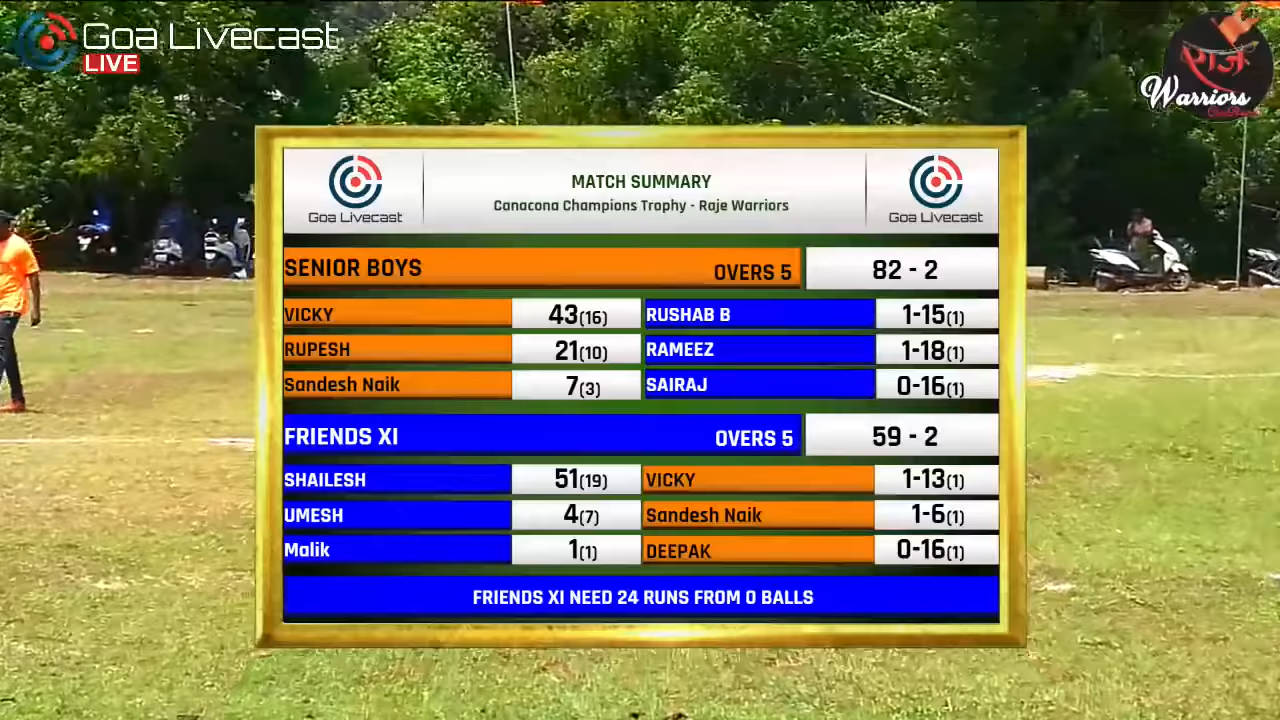 Goa Livecast
LIVE
राजे
Warriors
Goa Livecast
MATCH SUMMARY
Canacona Champions Trophy - Raje Warriors
Goa Livecast
SENIOR BOYS OVERS 5 82 - 2
VICKY 43(16) RUSHAB B 1-15(1)
RUPESH 21(10) RAMEEZ 1-18(1)
Sandesh Naik 7(3) SAIRAJ 0-16(1)
FRIENDS XI OVERS 5 59 - 2
SHAILESH 51(19) VICKY 1-13(1)
UMESH 4(7) Sandesh Naik 1-6(1)
Malik 1(1) DEEPAK 0-16(1)
FRIENDS XI NEED 24 RUNS FROM 0 BALLS